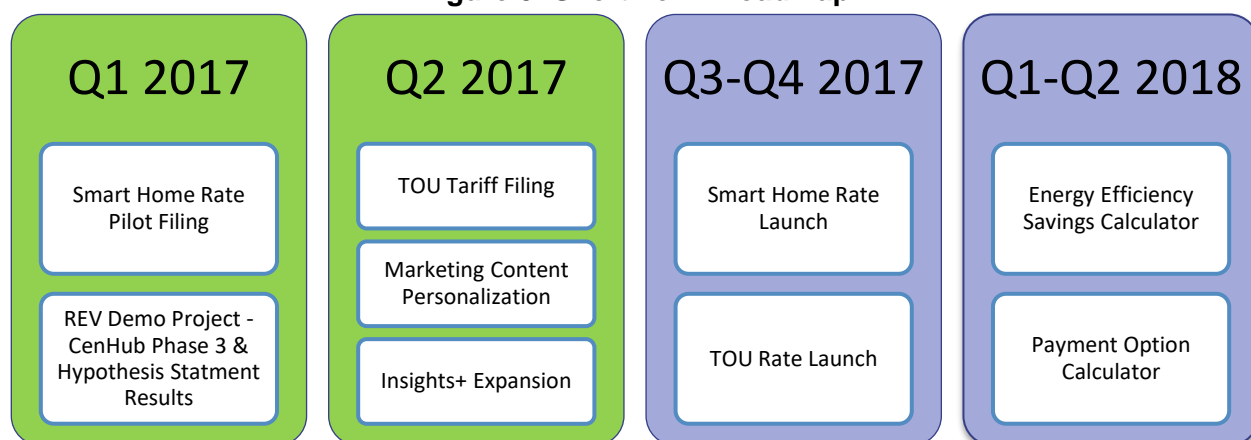 Q1 2017
Smart Home Rate
Pilot Filing
REV Demo Project -
CenHub Phase 3 &
Hypothesis Statment
Results
Q2 2017
TOU Tariff Filing
Marketing Content
Personalization
Insights+ Expansion
Q3-Q4 2017
Smart Home Rate
Launch
TOU Rate Launch
Q1-Q2 2018
Energy Efficiency
Savings Calculator
Payment Option
Calculator